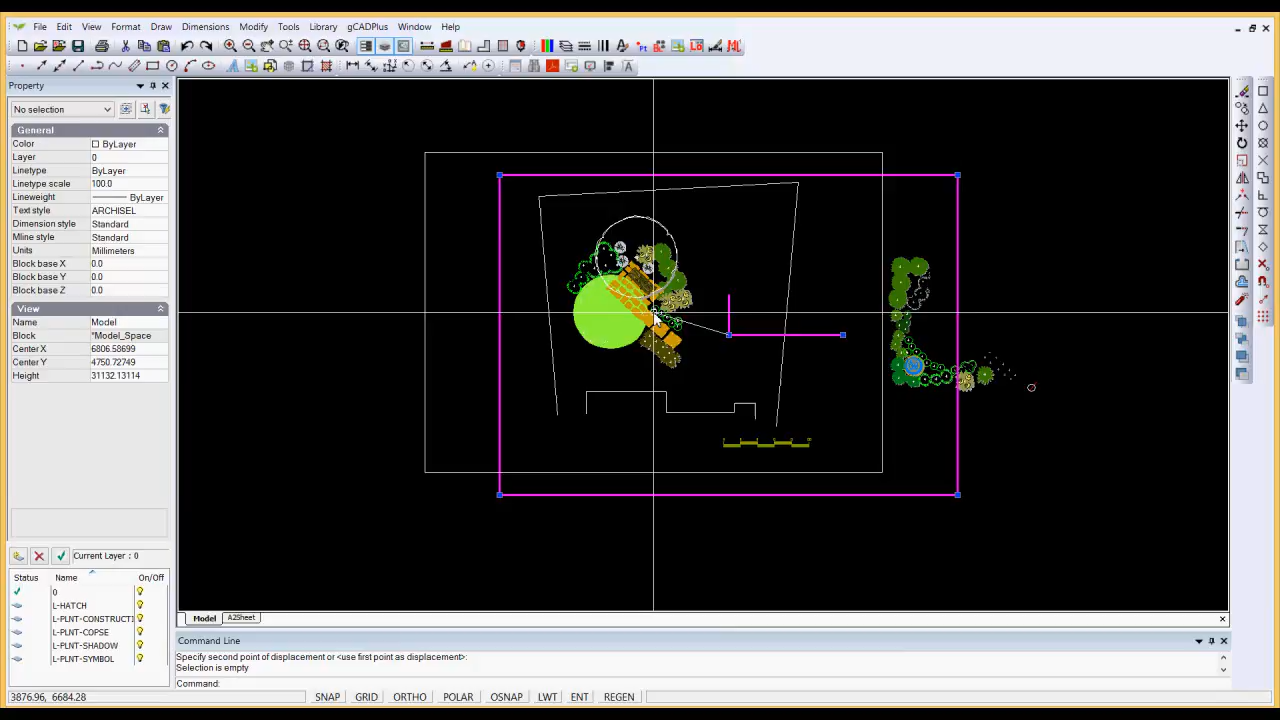 File Edit View Format Draw Dimensions Modify Tools Library gCADPlus Window Help
Property
No selection
General
Color ByLayer
Layer 0
Linetype ByLayer
Linetype scale 100.0
Lineweight ByLayer
Text style ARCHISEL
Dimension style Standard
Mline style Standard
Units Millimeters
Block base X 0.0
Block base Y 0.0
Block base Z 0.0
View
Name Model
Block *Model_Space
Center X 6806.58699
Center Y 4750.72749
Height 31132.13114
Current Layer : 0
Status Name On/Off
0
L-HATCH
L-PLNT-CONSTRUCTI
L-PLNT-COPSE
L-PLNT-SHADOW
L-PLNT-SYMBOL
Model A2Sheet
Command Line
Specify second point of displacement or <use first point as displacement>:
Selection is empty
Command:
3876.96, 6684.28 SNAP GRID ORTHO POLAR OSNAP LWT ENT REGEN